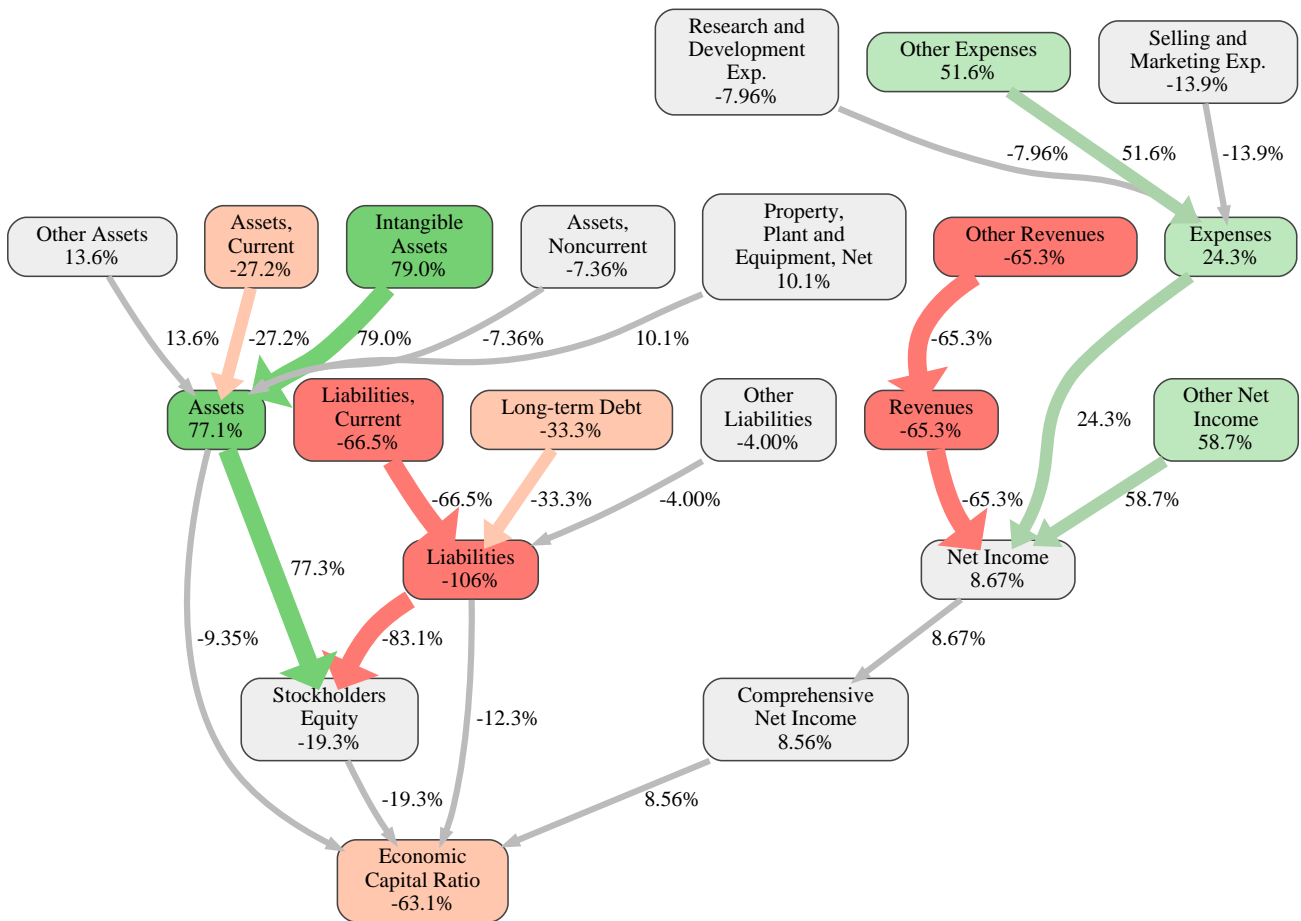 Research and
Development
Exp.
-7.96%
Other Expenses
51.6%
Selling and
Marketing Exp.
-13.9%
-7.96%
51.6%
-13.9%
Other Assets
13.6%
Assets,
Current
-27.2%
Intangible
Assets
79.0%
Assets,
Noncurrent
-7.36%
Property,
Plant and
Equipment, Net
10.1%
Other Revenues
-65.3%
Expenses
24.3%
13.6%
-27.2%
79.0%
-7.36%
10.1%
-65.3%
Assets
77.1%
Liabilities,
Current
-66.5%
Long-term Debt
-33.3%
Other
Liabilities
-4.00%
Revenues
-65.3%
24.3%
Other Net
Income
58.7%
-66.5%
-33.3%
-4.00%
-65.3%
58.7%
77.3%
Liabilities
-106%
Net Income
8.67%
-9.35%
-83.1%
8.67%
Stockholders
Equity
-19.3%
-12.3%
Comprehensive
Net Income
8.56%
-19.3%
8.56%
Economic
Capital Ratio
-63.1%